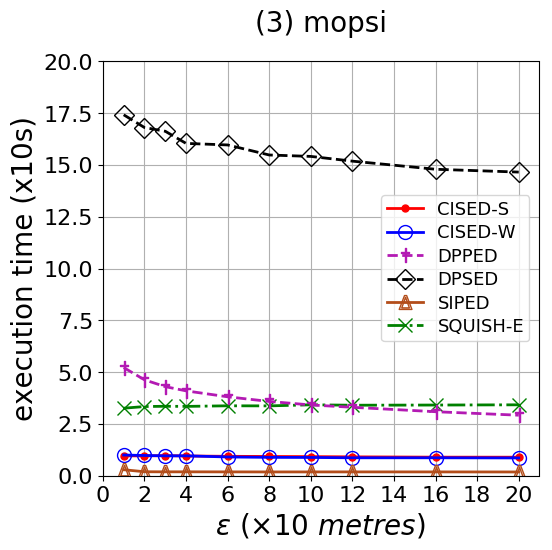 (3) mopsi
execution time (x10s)
20.0
17.5
15.0
12.5
10.0
7.5
5.0
2.5
0.0
CISED-S
CISED-W
DPPED
DPSED
SIPED
SQUISH-E
0 2 4 6 8 10 12 14 16 18 20
ε (×10 metres)